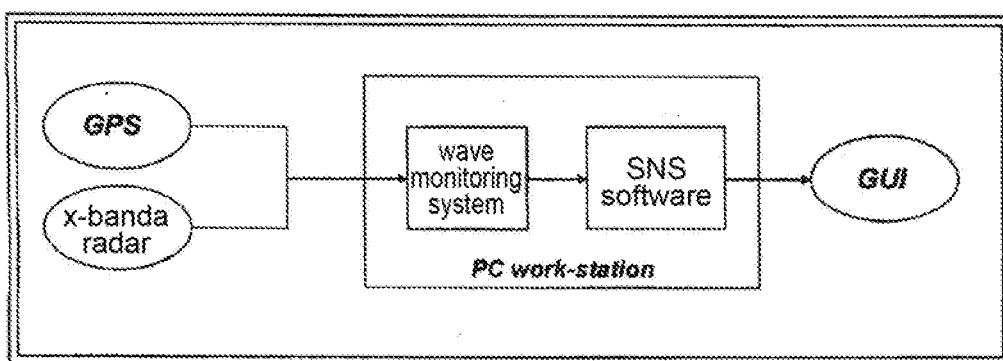 GPS
x-banda
radar
wave
monitoring
system
SNS
software
PC work-station
GUI